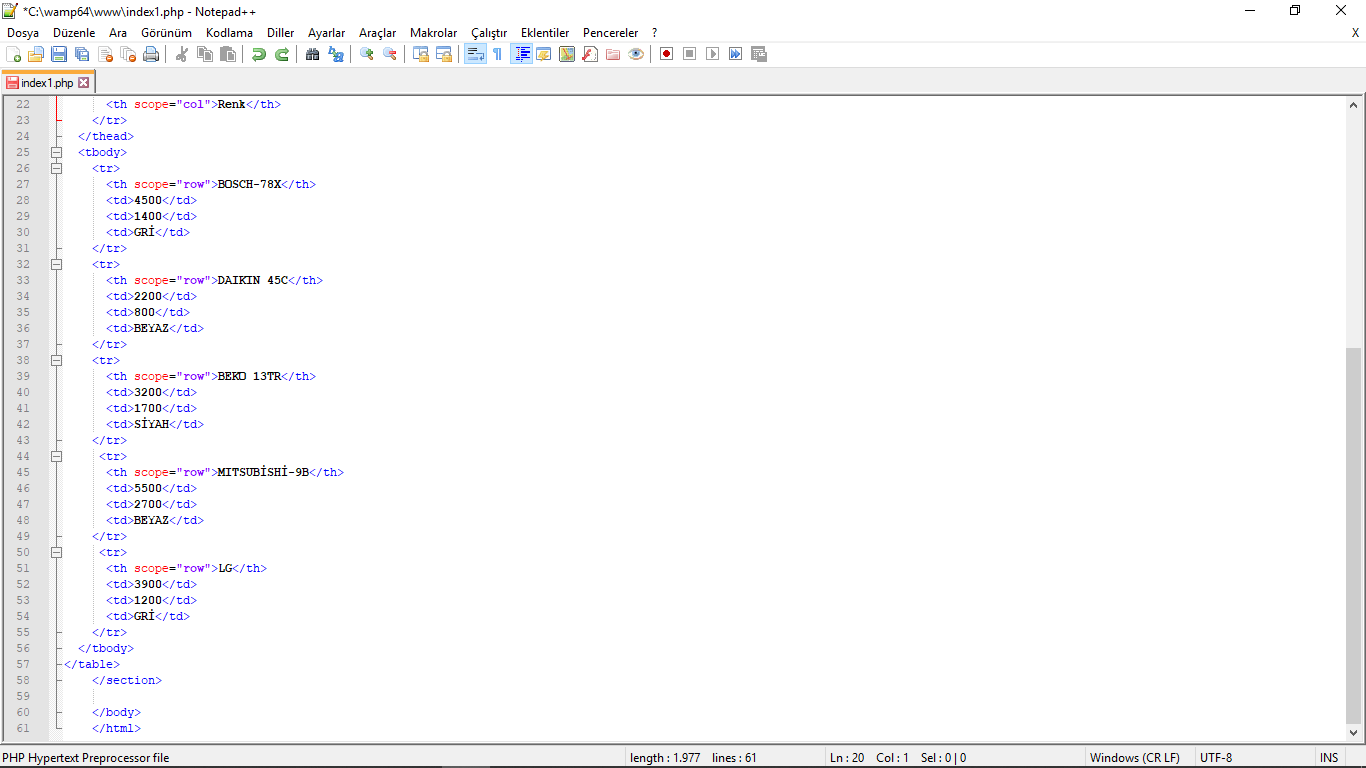 *C:\wamp64\www\index1.php - Notepad++
Dosya Düzenle Ara Görünüm Kodlama Diller Ayarlar Araçlar Makrolar Çalıştır Eklentiler Pencereler ? X
index1.php
22 <th scope="col">Renk</th>
23 </tr>
24 </thead>
25 <tbody>
26 <tr>
27 <th scope="row">BOSCH-78X</th>
28 <td>4500</td>
29 <td>1400</td>
30 <td>GRİ</td>
31 </tr>
32 <tr>
33 <th scope="row">DAIKIN 45C</th>
34 <td>2200</td>
35 <td>800</td>
36 <td>BEYAZ</td>
37 </tr>
38 <tr>
39 <th scope="row">BEKO 13TR</th>
40 <td>3200</td>
41 <td>1700</td>
42 <td>SİYAH</td>
43 </tr>
44 <tr>
45 <th scope="row">MITSUBİSHİ-9B</th>
46 <td>5500</td>
47 <td>2700</td>
48 <td>BEYAZ</td>
49 </tr>
50 <tr>
51 <th scope="row">LG</th>
52 <td>3900</td>
53 <td>1200</td>
54 <td>GRİ</td>
55 </tr>
56 </tbody>
57 </table>
58 </section>
59
60 </body>
61 </html>
PHP Hypertext Preprocessor file length : 1.977 lines : 61 Ln : 20 Col : 1 Sel : 0 | 0 Windows (CR LF) UTF-8 INS